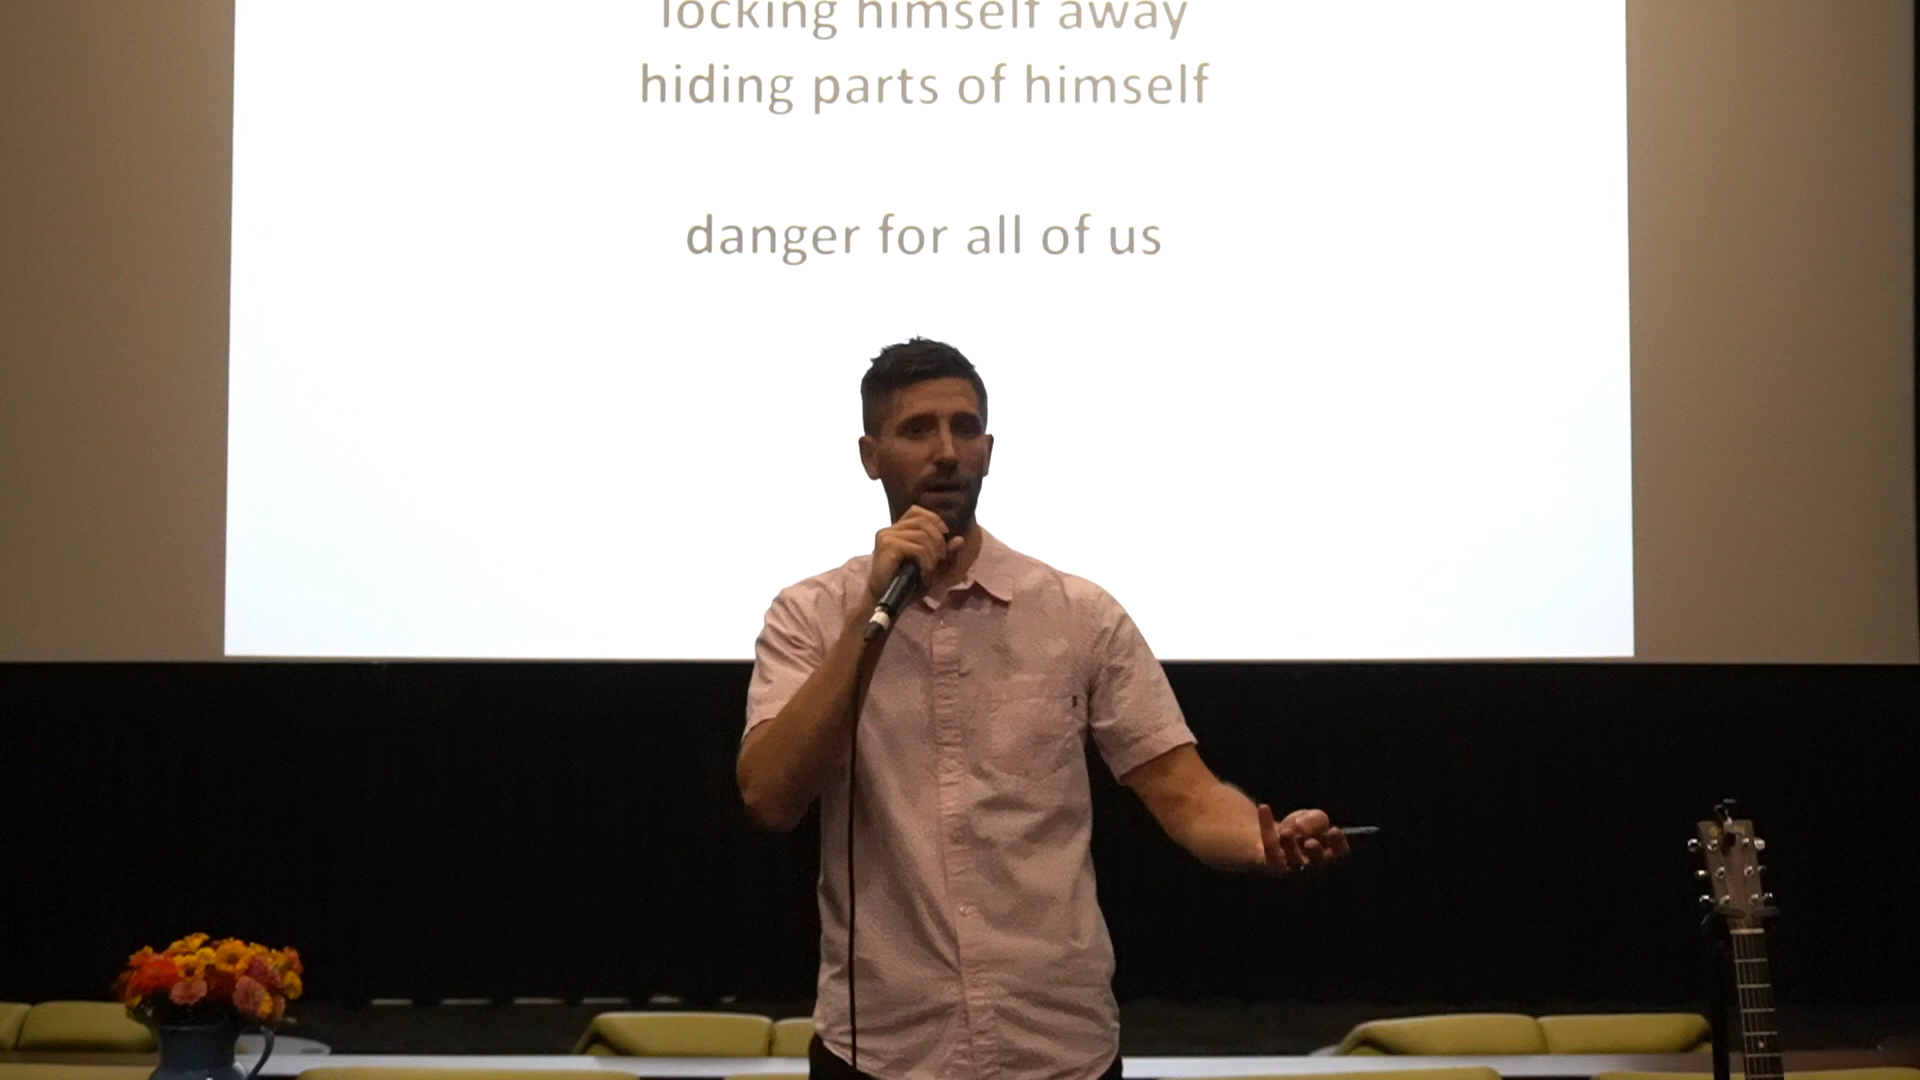 locking himself away
hiding parts of himself
danger for all of us